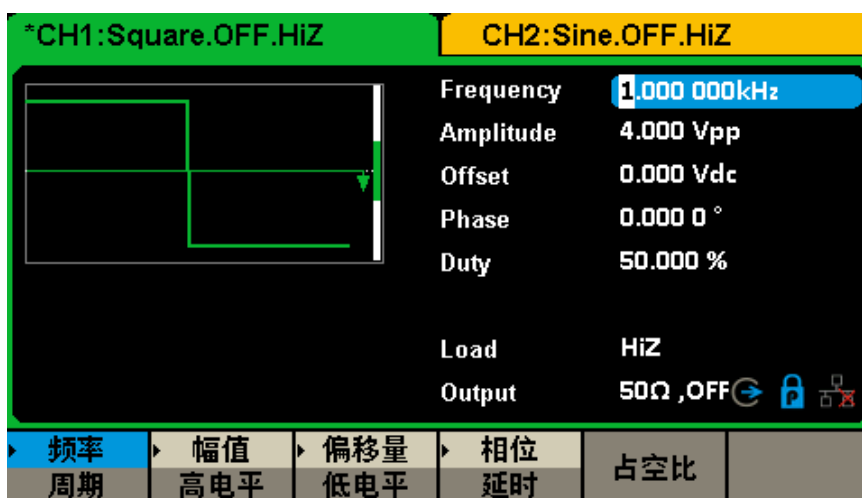 *CH1:Square.OFF.HiZ CH2:Sine.OFF.HiZ
Frequency 1.000 000kHz
Amplitude 4.000 Vpp
Offset 0.000 Vdc
Phase 0.000 0 °
Duty 50.000 %
Load HiZ
Output 50Ω ,OFF P
频率 幅值 偏移量 相位 占空比
周期 高电平 低电平 延时